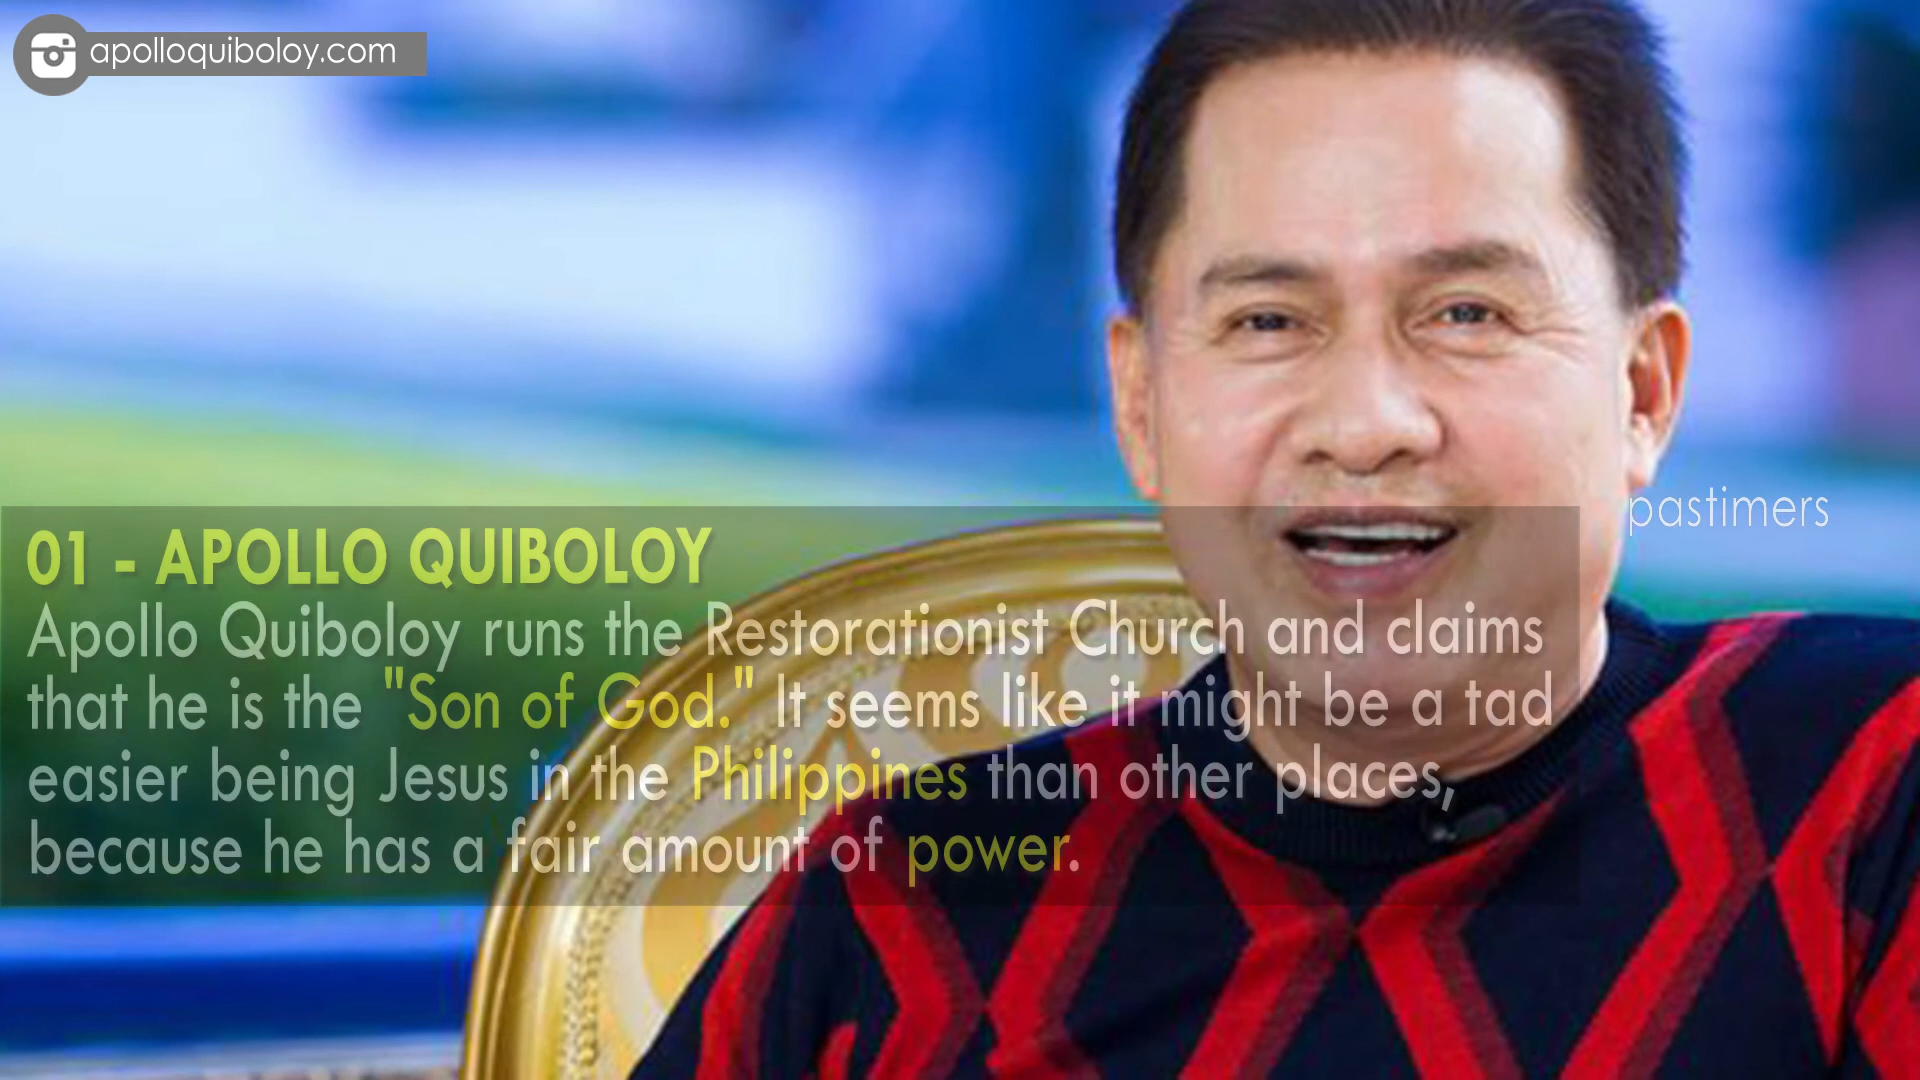 apolloquiboloy.com
pastimers
01 - APOLLO QUIBOLOY
Apollo Quiboloy runs the Restorationist Church and claims
that he is the "Son of God." It seems like it might be a tad
easier being Jesus in the Philippines than other places,
because he has a fair amount of power.